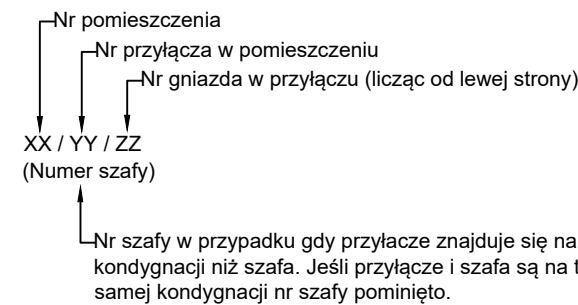 Nr pomieszczenia
Nr przyłącza w pomieszczeniu
Nr gniazda w przyłączu (licząc od lewej strony)
XX / YY / ZZ
(Numer szafy)
Nr szafy w przypadku gdy przyłacze znajduje się na
kondygnacji niż szafa. Jeśli przyłącze i szafa są na
samej kondygnacji nr szafy pominięto.